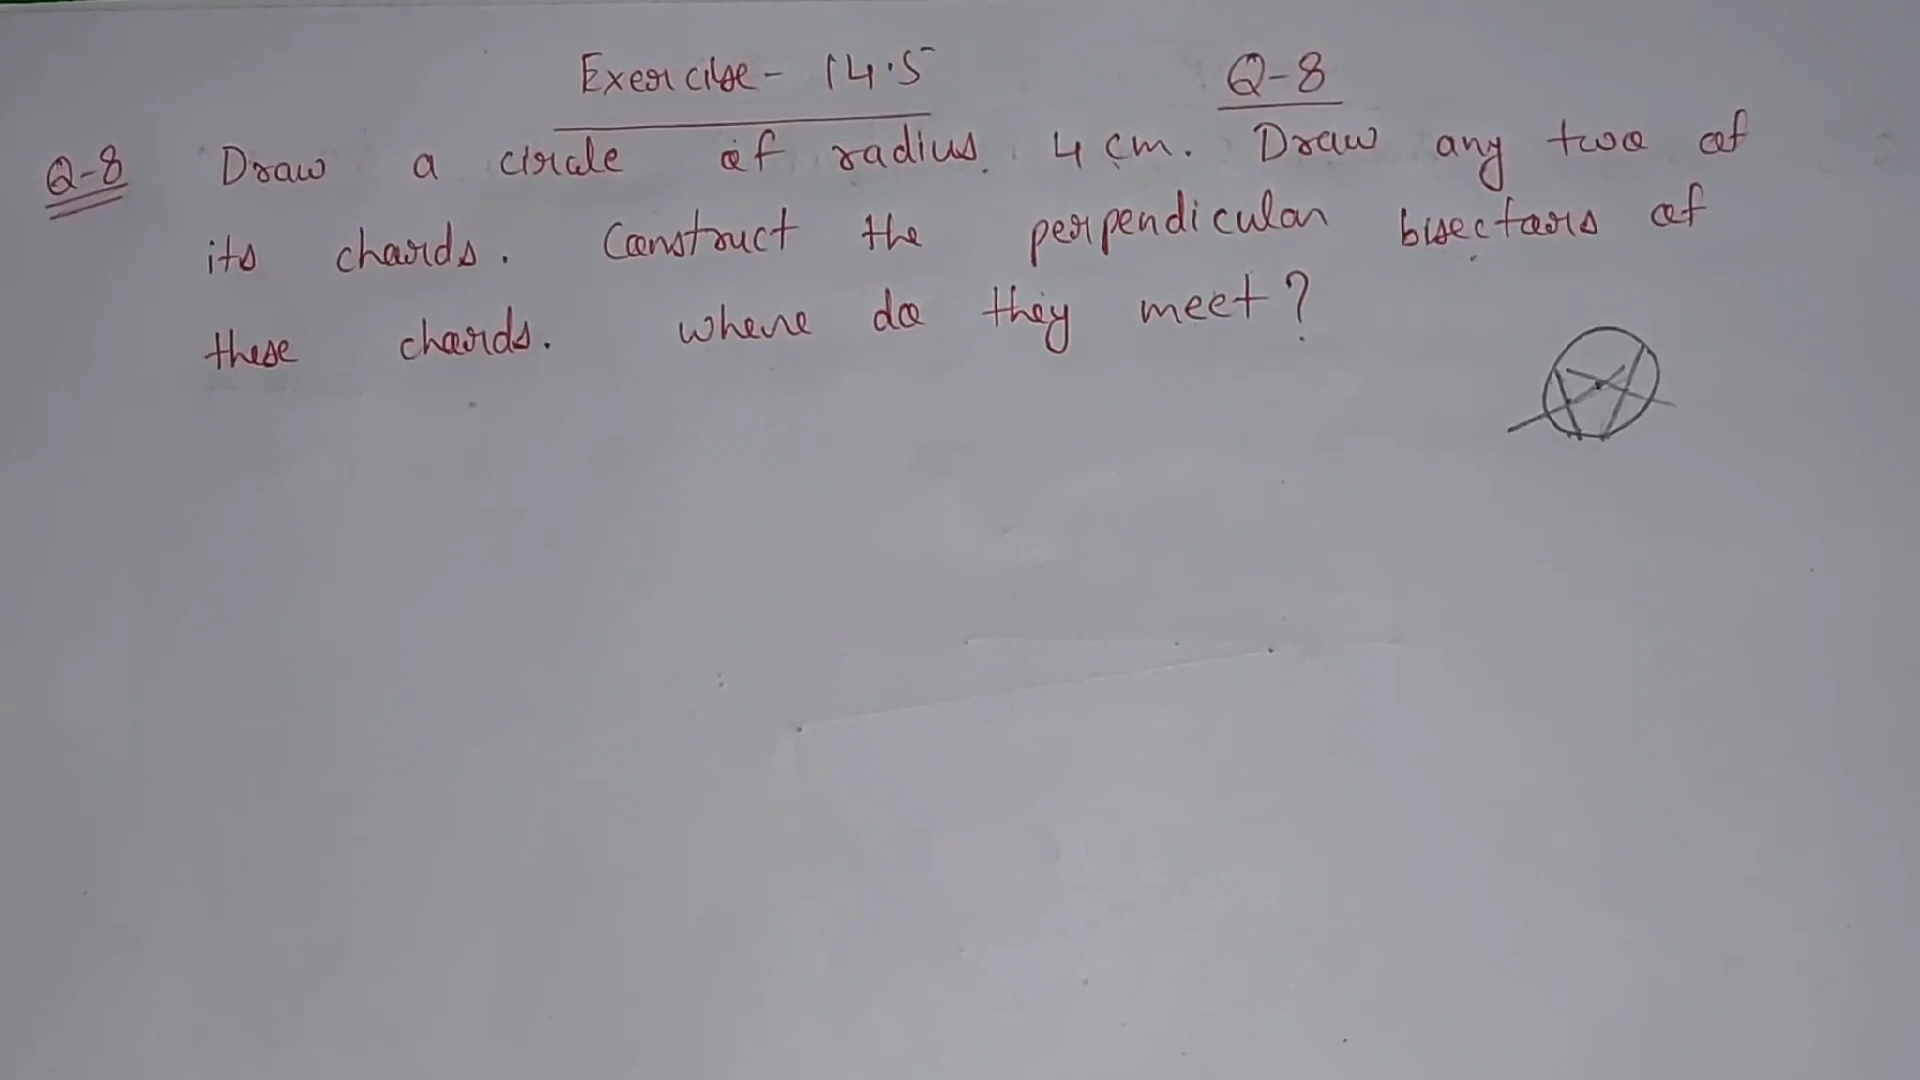 Exercise - 14.5 Q-8
Q-8 Draw a circle of radius 4 cm. Draw any two of
its chords. Construct the perpendicular bisectors of
these chords. Where do they meet?